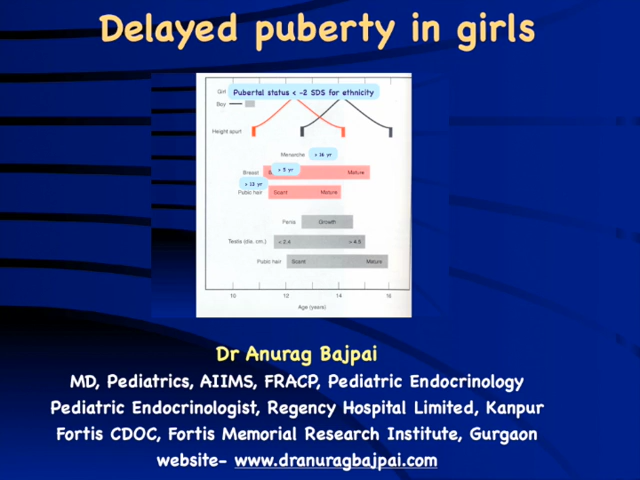 Delayed puberty in girls
Girl
Pubertal status < -2 SDS for ethnicity
Boy
Height spurt
Menarche
> 16 yr
Breast
> 5 yr
Mature
> 13 yr
Pubic hair
Scant
Mature
Penis
Growth
Testis (dia, cm.)
< 2.4
> 4.5
Pubic hair
Scant
Mature
10
12
14
16
Age (years)
Dr Anurag Bajpai
MD, Pediatrics, AIIMS, FRACP, Pediatric Endocrinology
Pediatric Endocrinologist, Regency Hospital Limited, Kanpur
Fortis CDOC, Fortis Memorial Research Institute, Gurgaon
website- www.dranuragbajpai.com